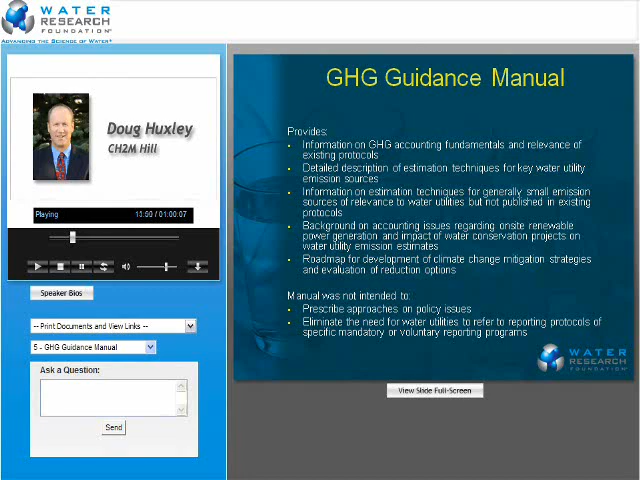 WATER
RESEARCH
FOUNDATION
ADVANCING THE SCIENCE OF WATER
Doug Huxley
CH2M Hill
Playing
13:50 / 01:00:07
Speaker Bios
-- Print Documents and View Links --
5 - GHG Guidance Manual
Ask a Question:
Send
GHG Guidance Manual
Provides:
• Information on GHG accounting fundamentals and relevance of
existing protocols
• Detailed description of estimation techniques for key water utility
emission sources
• Information on estimation techniques for generally small emission
sources of relevance to water utilities but not published in existing
protocols
• Background on accounting issues regarding onsite renewable
power generation and impact of water conservation projects on
water utility emission estimates
• Roadmap for development of climate change mitigation strategies
and evaluation of reduction options
Manual was not intended to:
• Prescribe approaches on policy issues
• Eliminate the need for water utilities to refer to reporting protocols of
specific mandatory or voluntary reporting programs
WATER
RESEARCH
FOUNDATION
View Slide Full-Screen